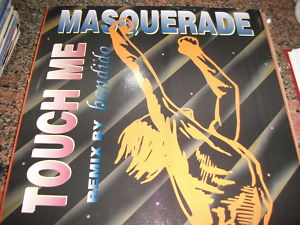 MASQUERADE
TOUCH ME
REMIX BY bandido